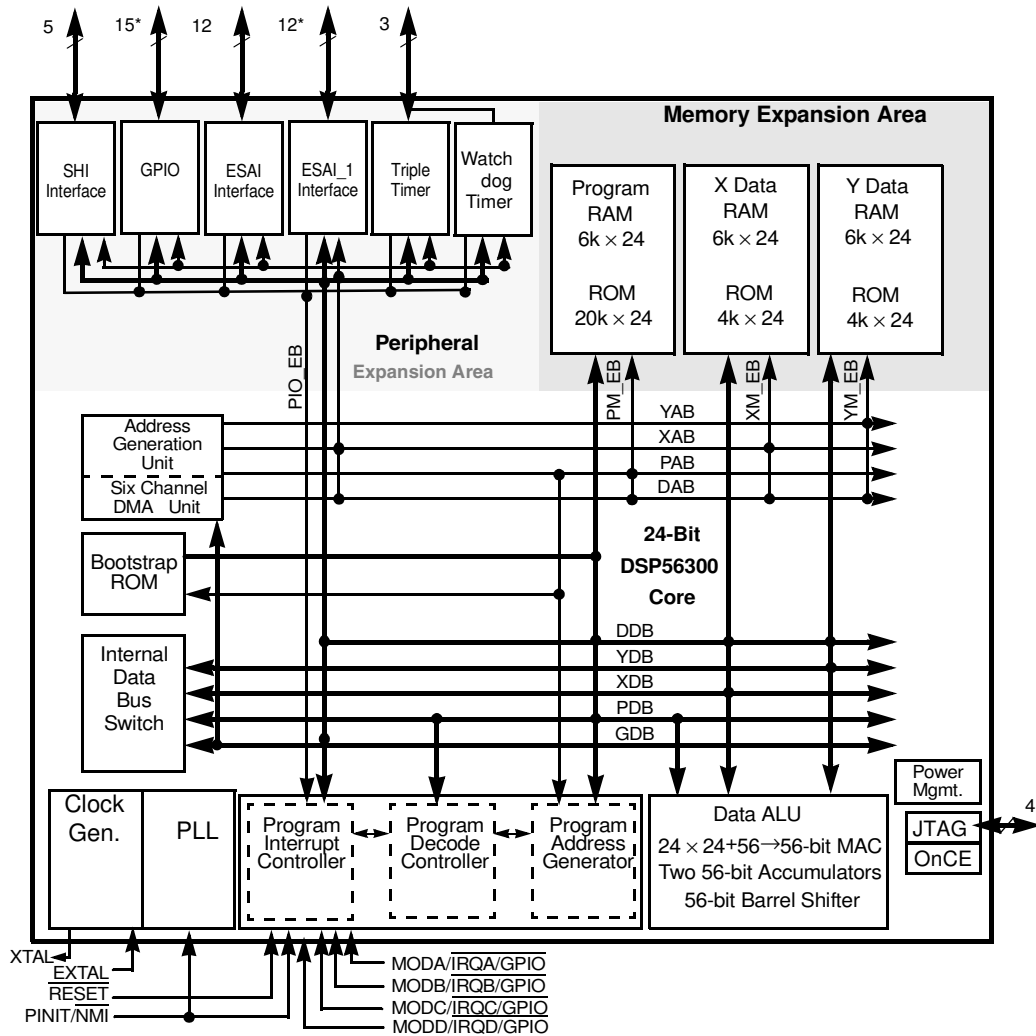 5
15*
12
12*
3
Memory Expansion Area
SHI
Interface
GPIO
ESAI
Interface
ESAI_1
Interface
Triple
Timer
Watch
dog
Timer
Program
RAM
6k × 24
ROM
20k × 24
X Data
RAM
6k × 24
ROM
4k × 24
Y Data
RAM
6k × 24
ROM
4k × 24
Peripheral
Expansion Area
PIO_EB
PM_EB
XM_EB
YM_EB
Address
Generation
Unit
Six Channel
DMA Unit
YAB
XAB
PAB
DAB
24-Bit
DSP56300
Core
Bootstrap
ROM
Internal
Data
Bus
Switch
DDB
YDB
XDB
PDB
GDB
Power
Mgmt.
Clock
Gen.
PLL
Program
Interrupt
Controller
Program
Decode
Controller
Program
Address
Generator
Data ALU
24 × 24+56→56-bit MAC
Two 56-bit Accumulators
56-bit Barrel Shifter
JTAG
OnCE
4
XTAL
EXTAL
RESET
PINIT/NMI
MODA/IRQA/GPIO
MODB/IRQB/GPIO
MODC/IRQC/GPIO
MODD/IRQD/GPIO